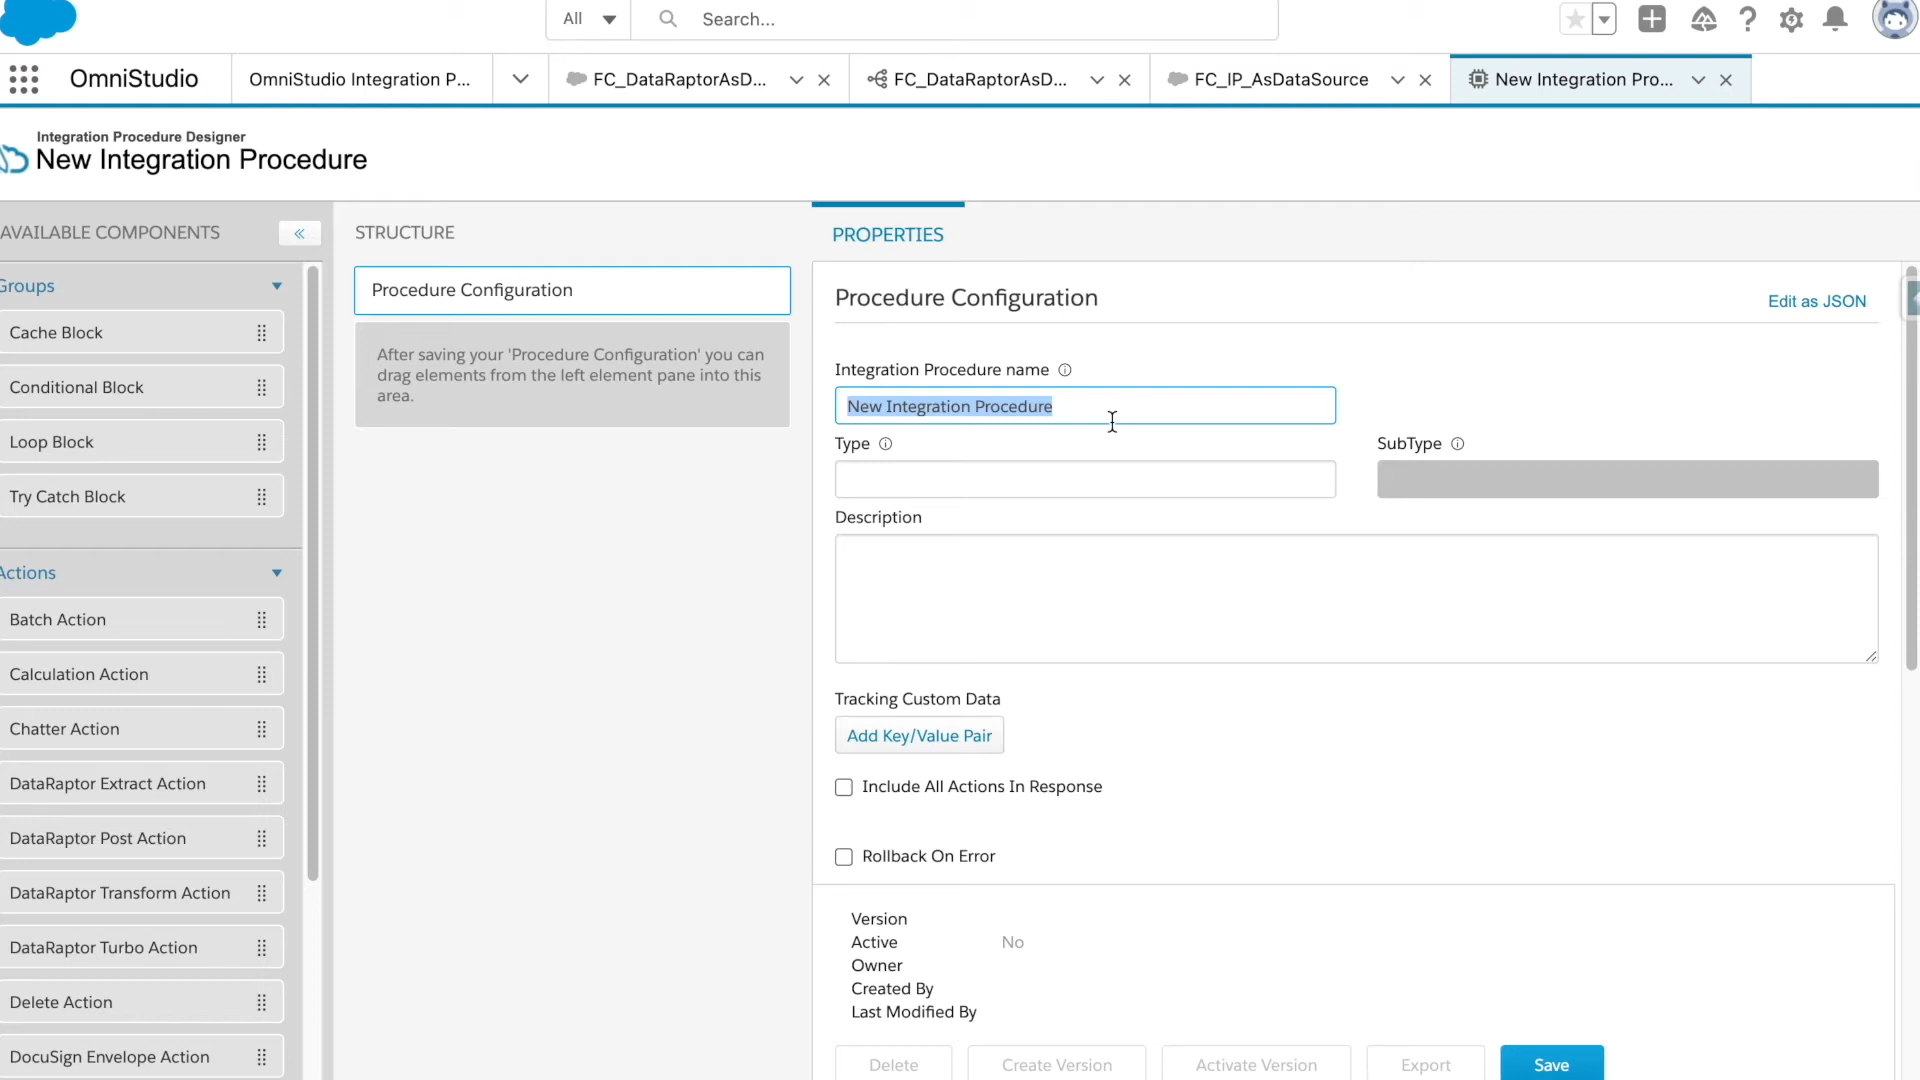 All
Search...
OmniStudio
OmniStudio Integration P...
FC_DataRaptorAsD...
FC_DataRaptorAsD...
FC_IP_AsDataSource
New Integration Pro...
Integration Procedure Designer
New Integration Procedure
AVAILABLE COMPONENTS
Groups
Cache Block
Conditional Block
Loop Block
Try Catch Block
Actions
Batch Action
Calculation Action
Chatter Action
DataRaptor Extract Action
DataRaptor Post Action
DataRaptor Transform Action
DataRaptor Turbo Action
Delete Action
DocuSign Envelope Action
STRUCTURE
Procedure Configuration
After saving your 'Procedure Configuration' you can
drag elements from the left element pane into this
area.
PROPERTIES
Procedure Configuration
Edit as JSON
Integration Procedure name
New Integration Procedure
Type
SubType
Description
Tracking Custom Data
Add Key/Value Pair
Include All Actions In Response
Rollback On Error
Version
Active No
Owner
Created By
Last Modified By
Delete
Create Version
Activate Version
Export
Save